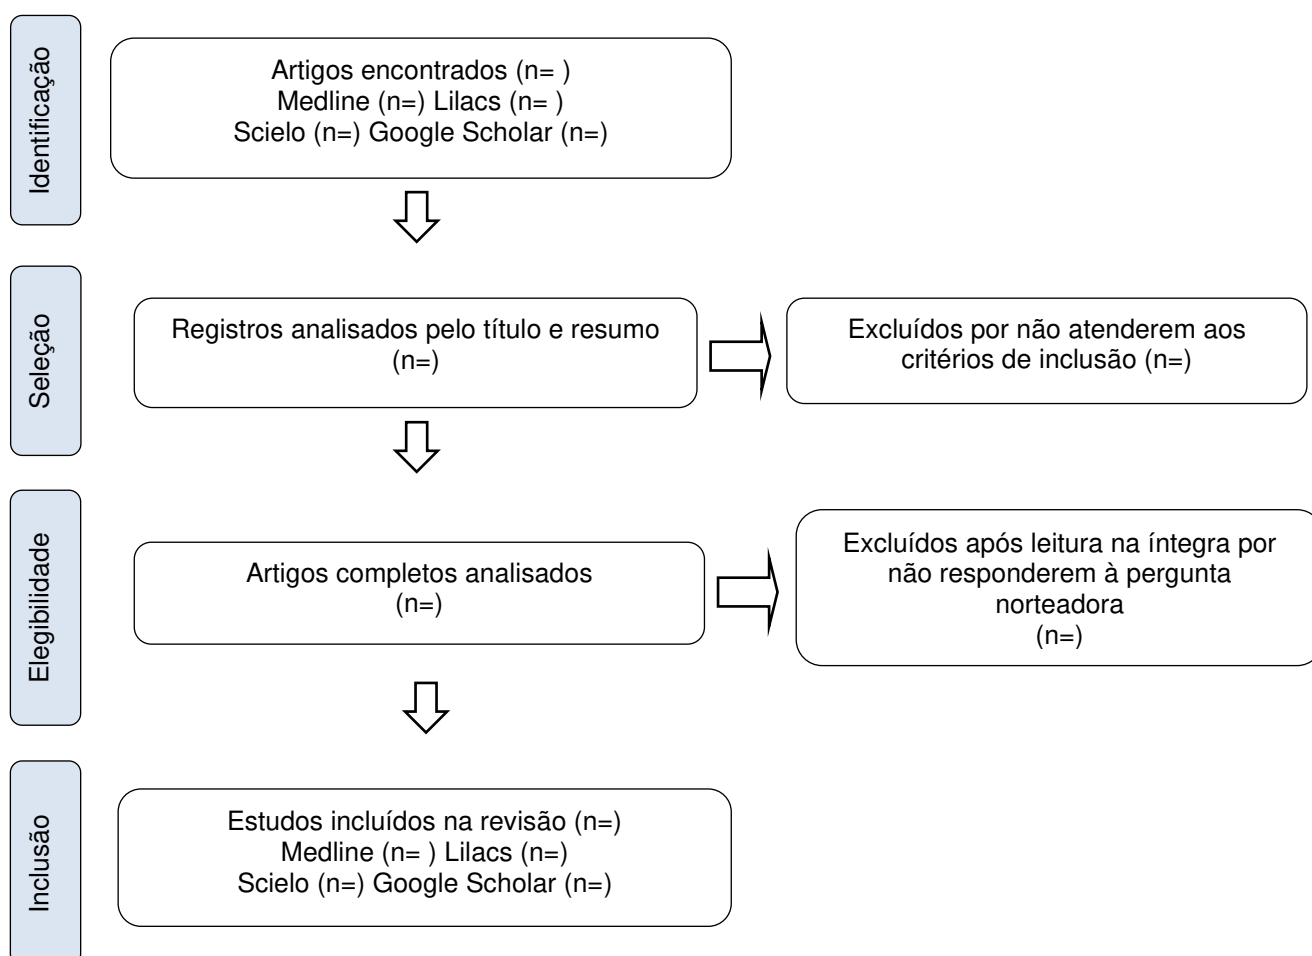 Identificação
Artigos encontrados (n= )
Medline (n=) Lilacs (n= )
Scielo (n=) Google Scholar (n=)
Seleção
Registros analisados pelo título e resumo
(n=)
Excluídos por não atenderem aos
critérios de inclusão (n=)
Elegibilidade
Artigos completos analisados
(n=)
Excluídos após leitura na íntegra por
não responderem à pergunta
norteadora
(n=)
Inclusão
Estudos incluídos na revisão (n=)
Medline (n= ) Lilacs (n=)
Scielo (n=) Google Scholar (n=)